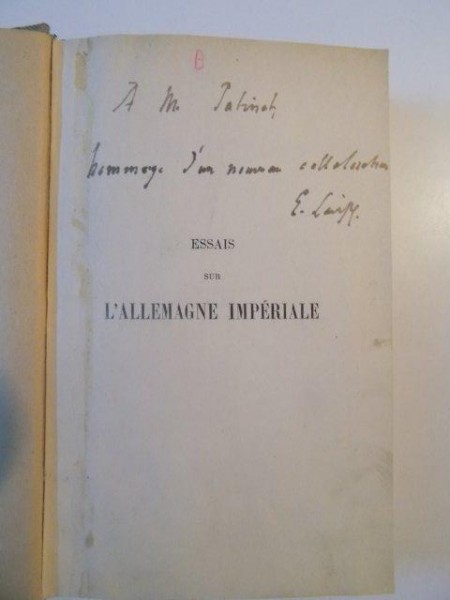 A M. Patinot,
hommage d'un nouveau collaborateur
E. Lavisse
ESSAIS
SUR
L'ALLEMAGNE IMPÉRIALE